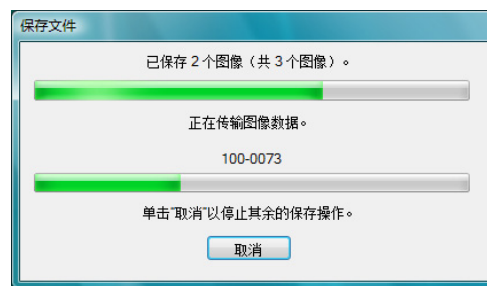 保存文件
已保存 2 个图像（共 3 个图像）。
正在传输图像数据。
100-0073
单击"取消"以停止其余的保存操作。
取消